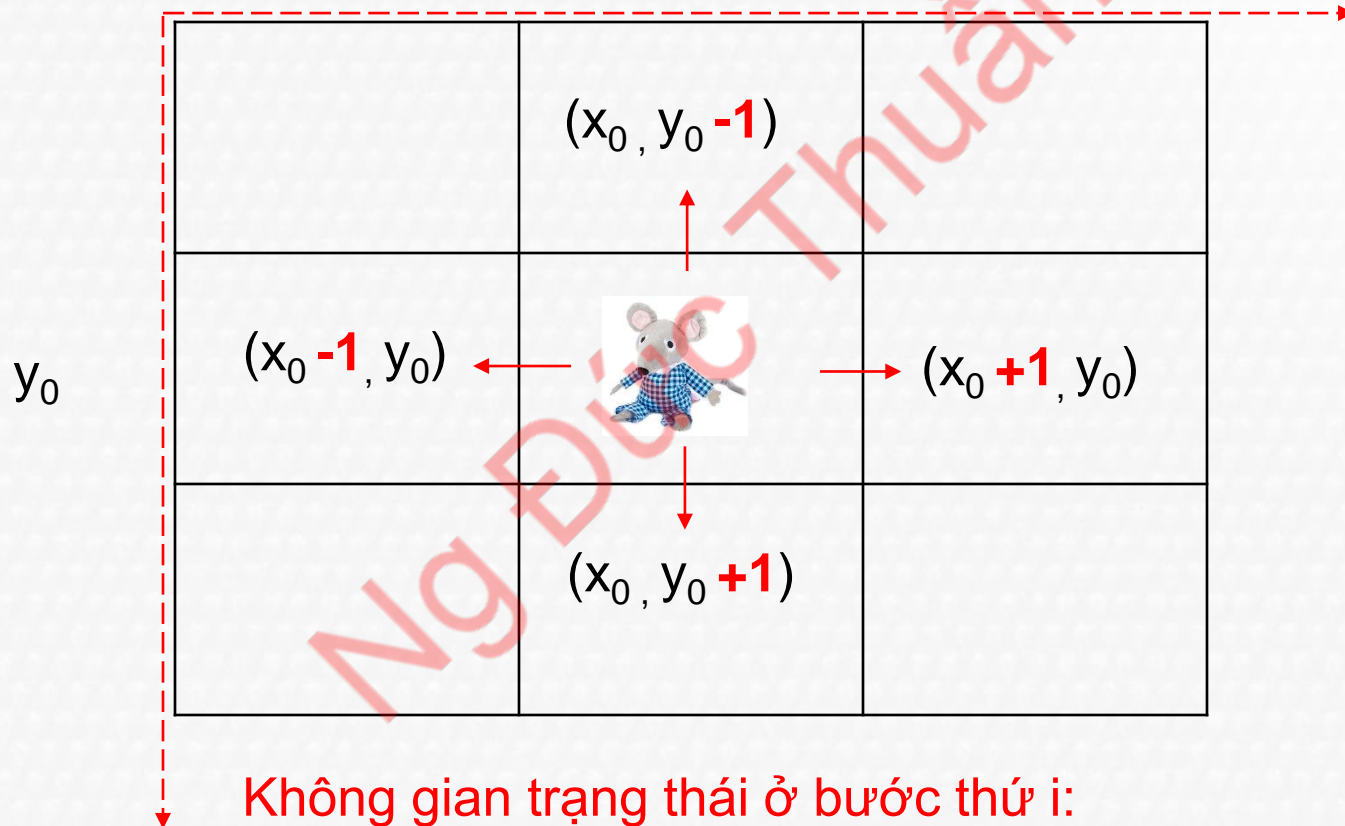 (x₀ , y₀ -1)
y₀
(x₀ -1 , y₀)
(x₀ +1 , y₀)
(x₀ , y₀ +1)
Ng Đức Thuần
Không gian trạng thái ở bước thứ i: